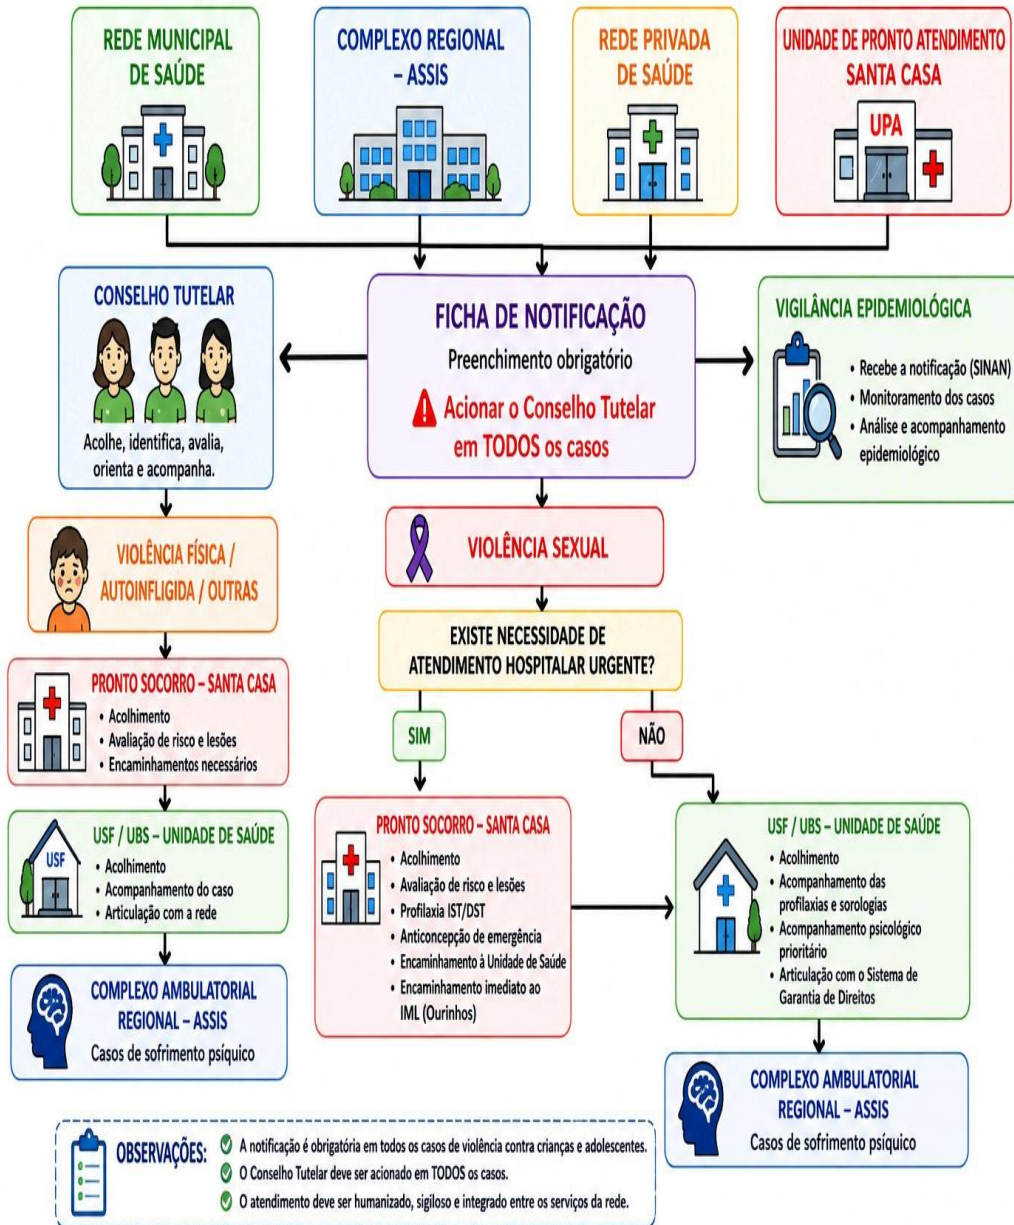 REDE MUNICIPAL
DE SAÚDE
COMPLEXO REGIONAL
– ASSIS
REDE PRIVADA
DE SAÚDE
UNIDADE DE PRONTO ATENDIMENTO
SANTA CASA
UPA
CONSELHO TUTELAR
Acolhe, identifica, avalia,
orienta e acompanha.
FICHA DE NOTIFICAÇÃO
Preenchimento obrigatório
Acionar o Conselho Tutelar
em TODOS os casos
VIGILÂNCIA EPIDEMIOLÓGICA
• Recebe a notificação (SINAN)
• Monitoramento dos casos
• Análise e acompanhamento
epidemiológico
VIOLÊNCIA FÍSICA /
AUTOINFLIGIDA / OUTRAS
VIOLÊNCIA SEXUAL
EXISTE NECESSIDADE DE
ATENDIMENTO HOSPITALAR URGENTE?
SIM
NÃO
PRONTO SOCORRO – SANTA CASA
• Acolhimento
• Avaliação de risco e lesões
• Encaminhamentos necessários
USF / UBS – UNIDADE DE SAÚDE
USF
• Acolhimento
• Acompanhamento do caso
• Articulação com a rede
COMPLEXO AMBULATORIAL
REGIONAL – ASSIS
Casos de sofrimento psíquico
PRONTO SOCORRO – SANTA CASA
• Acolhimento
• Avaliação de risco e lesões
• Profilaxia IST/DST
• Anticoncepção de emergência
• Encaminhamento à Unidade de Saúde
• Encaminhamento imediato ao
IML (Ourinhos)
USF / UBS – UNIDADE DE SAÚDE
• Acolhimento
• Acompanhamento das
profilaxias e sorologias
• Acompanhamento psicológico
prioritário
• Articulação com o Sistema de
Garantia de Direitos
COMPLEXO AMBULATORIAL
REGIONAL – ASSIS
Casos de sofrimento psíquico
OBSERVAÇÕES:
A notificação é obrigatória em todos os casos de violência contra crianças e adolescentes.
O Conselho Tutelar deve ser acionado em TODOS os casos.
O atendimento deve ser humanizado, sigiloso e integrado entre os serviços da rede.